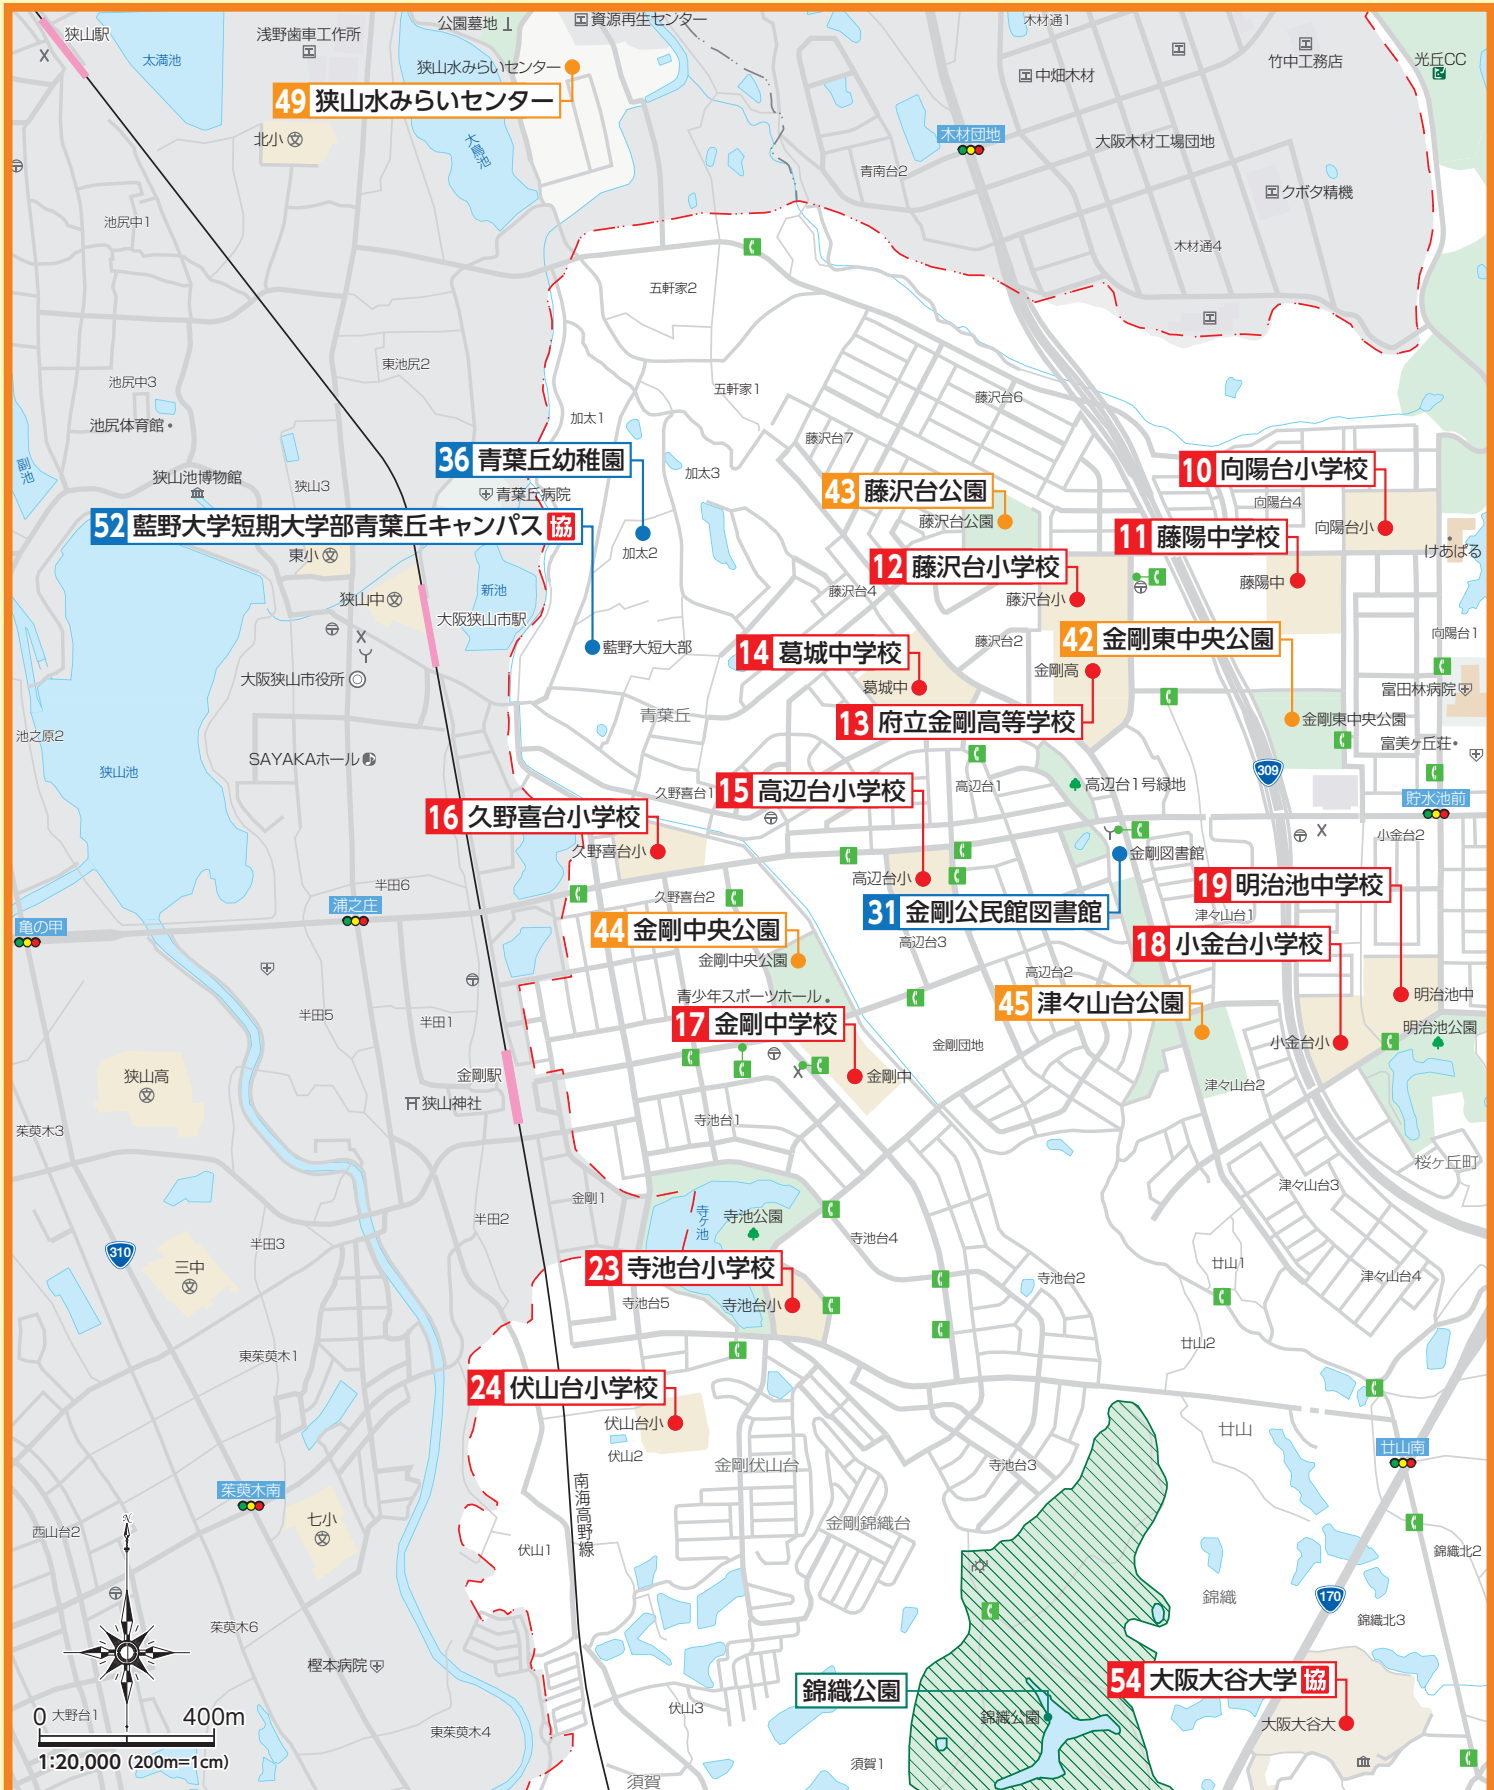 狭山駅
太満池
浅野歯車工作所
公園墓地
資源再生センター
木材通1
竹中工務店
光丘CC
狭山水みらいセンター
49 狭山水みらいセンター
中畑木材
北小
大鳥池
木材団地
大阪木材工場団地
青南台2
クボタ精機
池尻中1
木材通4
五軒家2
東池尻2
池尻中3
五軒家1
藤沢台6
池尻体育館
加太1
藤沢台7
副池
狭山池博物館
狭山3
36 青葉丘幼稚園
加太3
青葉丘病院
43 藤沢台公園
藤沢台公園
10 向陽台小学校
向陽台4
向陽台小
52 藍野大学短期大学部青葉丘キャンパス 協
11 藤陽中学校
けあぱる
東小
加太2
12 藤沢台小学校
藤陽中
狭山中
新池
大阪狭山市駅
藤沢台4
藤沢台小
藍野大短大部
14 葛城中学校
藤沢台2
42 金剛東中央公園
向陽台1
大阪狭山市役所
葛城中
金剛高
富田林病院
青葉丘
13 府立金剛高等学校
金剛東中央公園
池之原2
SAYAKAホール
富美ヶ丘荘
狭山池
309
久野喜台1
15 高辺台小学校
高辺台1
高辺台1号緑地
貯水池前
16 久野喜台小学校
小金台2
久野喜台小
金剛図書館
半田6
高辺台小
19 明治池中学校
浦之庄
久野喜台2
31 金剛公民館図書館
津々山台1
亀の甲
44 金剛中央公園
高辺台3
18 小金台小学校
金剛中央公園
高辺台2
青少年スポーツホール
45 津々山台公園
明治池中
半田5
半田1
17 金剛中学校
金剛団地
明治池公園
小金台小
狭山高
金剛駅
金剛中
津々山台2
狭山神社
寺池台1
茱萸木3
桜ヶ丘町
金剛1
津々山台3
半田2
寺ケ池
寺池公園
310
半田3
寺池台4
三中
23 寺池台小学校
廿山1
寺池台2
津々山台4
寺池台5
寺池台小
東茱萸木1
廿山2
24 伏山台小学校
伏山台小
廿山
伏山2
廿山南
金剛伏山台
寺池台3
茱萸木南
南海高野線
七小
金剛錦織台
西山台2
伏山1
錦織北2
錦織
170
茱萸木6
錦織北3
樫本病院
54 大阪大谷大学 協
錦織公園
伏山3
錦織公園
大阪大谷大
0 400m
大野台1
東茱萸木4
1:20,000 (200m=1cm)
須賀1
須賀